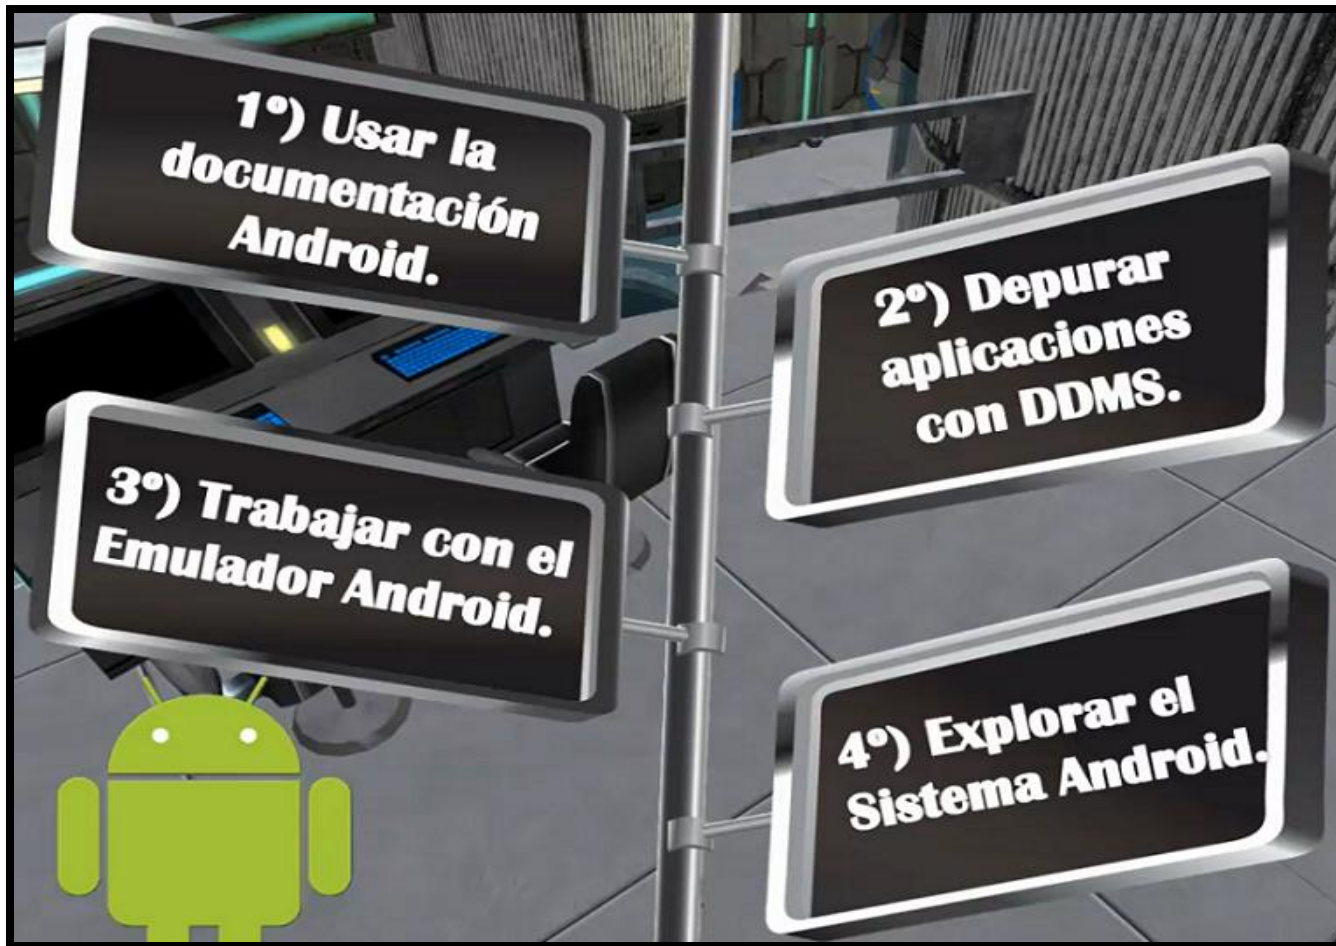 1º) Usar la
documentación
Android.
2º) Depurar
aplicaciones
con DDMS.
3º) Trabajar con el
Emulador Android.
4º) Explorar el
Sistema Android.